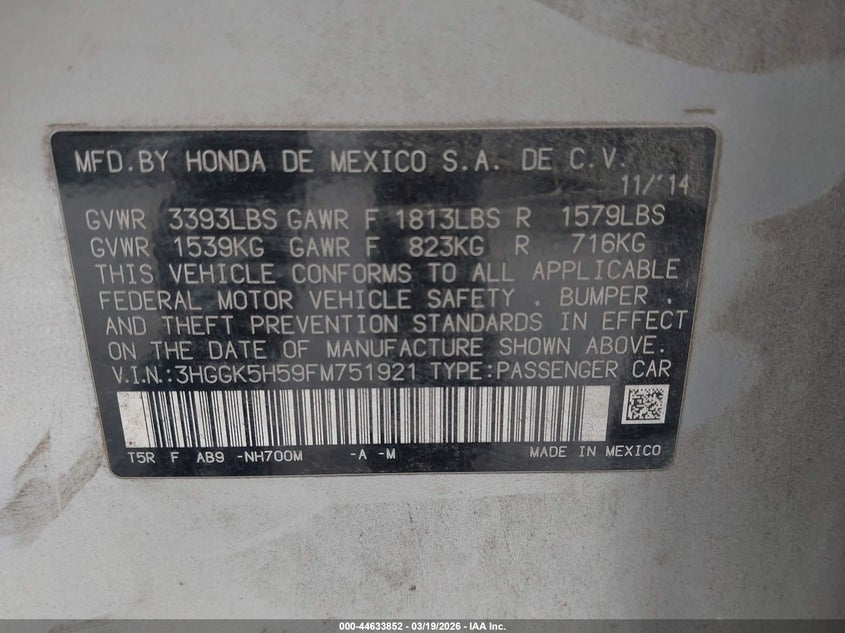 MFD.BY HONDA DE MEXICO S.A. DE C.V.
11/'14
GVWR 3393LBS GAWR F 1813LBS R 1579LBS
GVWR 1539KG GAWR F 823KG R 716KG
THIS VEHICLE CONFORMS TO ALL APPLICABLE
FEDERAL MOTOR VEHICLE SAFETY , BUMPER ,
AND THEFT PREVENTION STANDARDS IN EFFECT
ON THE DATE OF MANUFACTURE SHOWN ABOVE.
V.I.N.:3HGGK5H59FM751921 TYPE:PASSENGER CAR
T5R F AB9 -NH700M -A -M MADE IN MEXICO
000-44633852 | 03/19/2026 | IAA Inc.